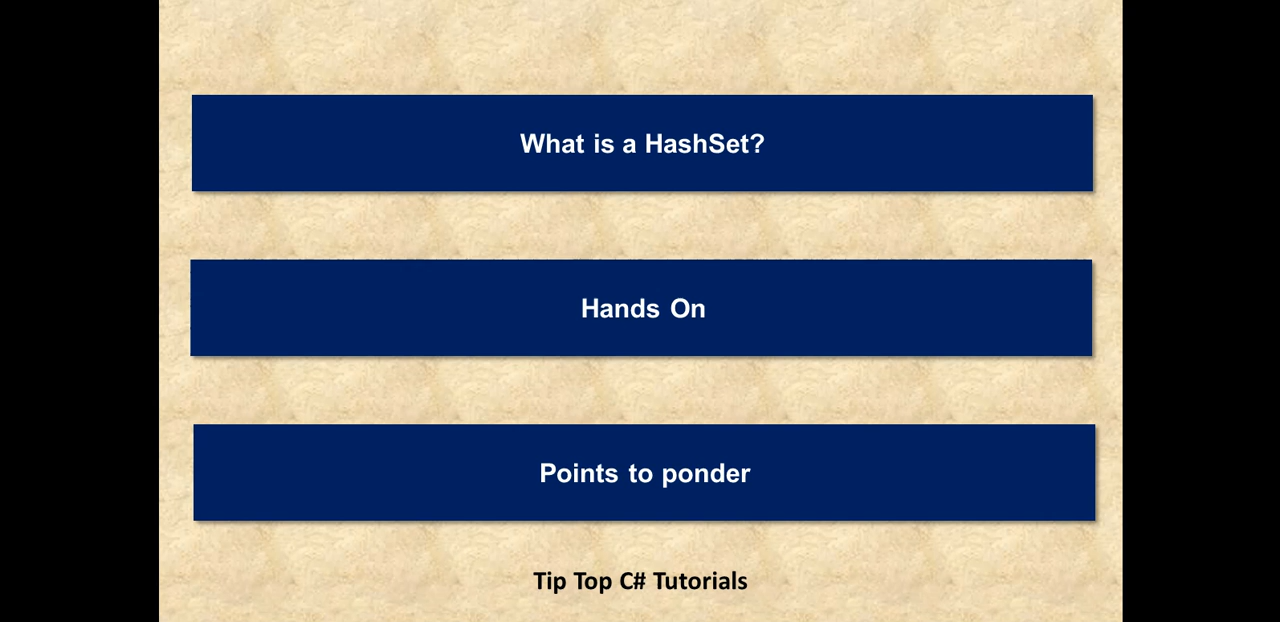 What is a HashSet?
Hands On
Points to ponder
Tip Top C# Tutorials